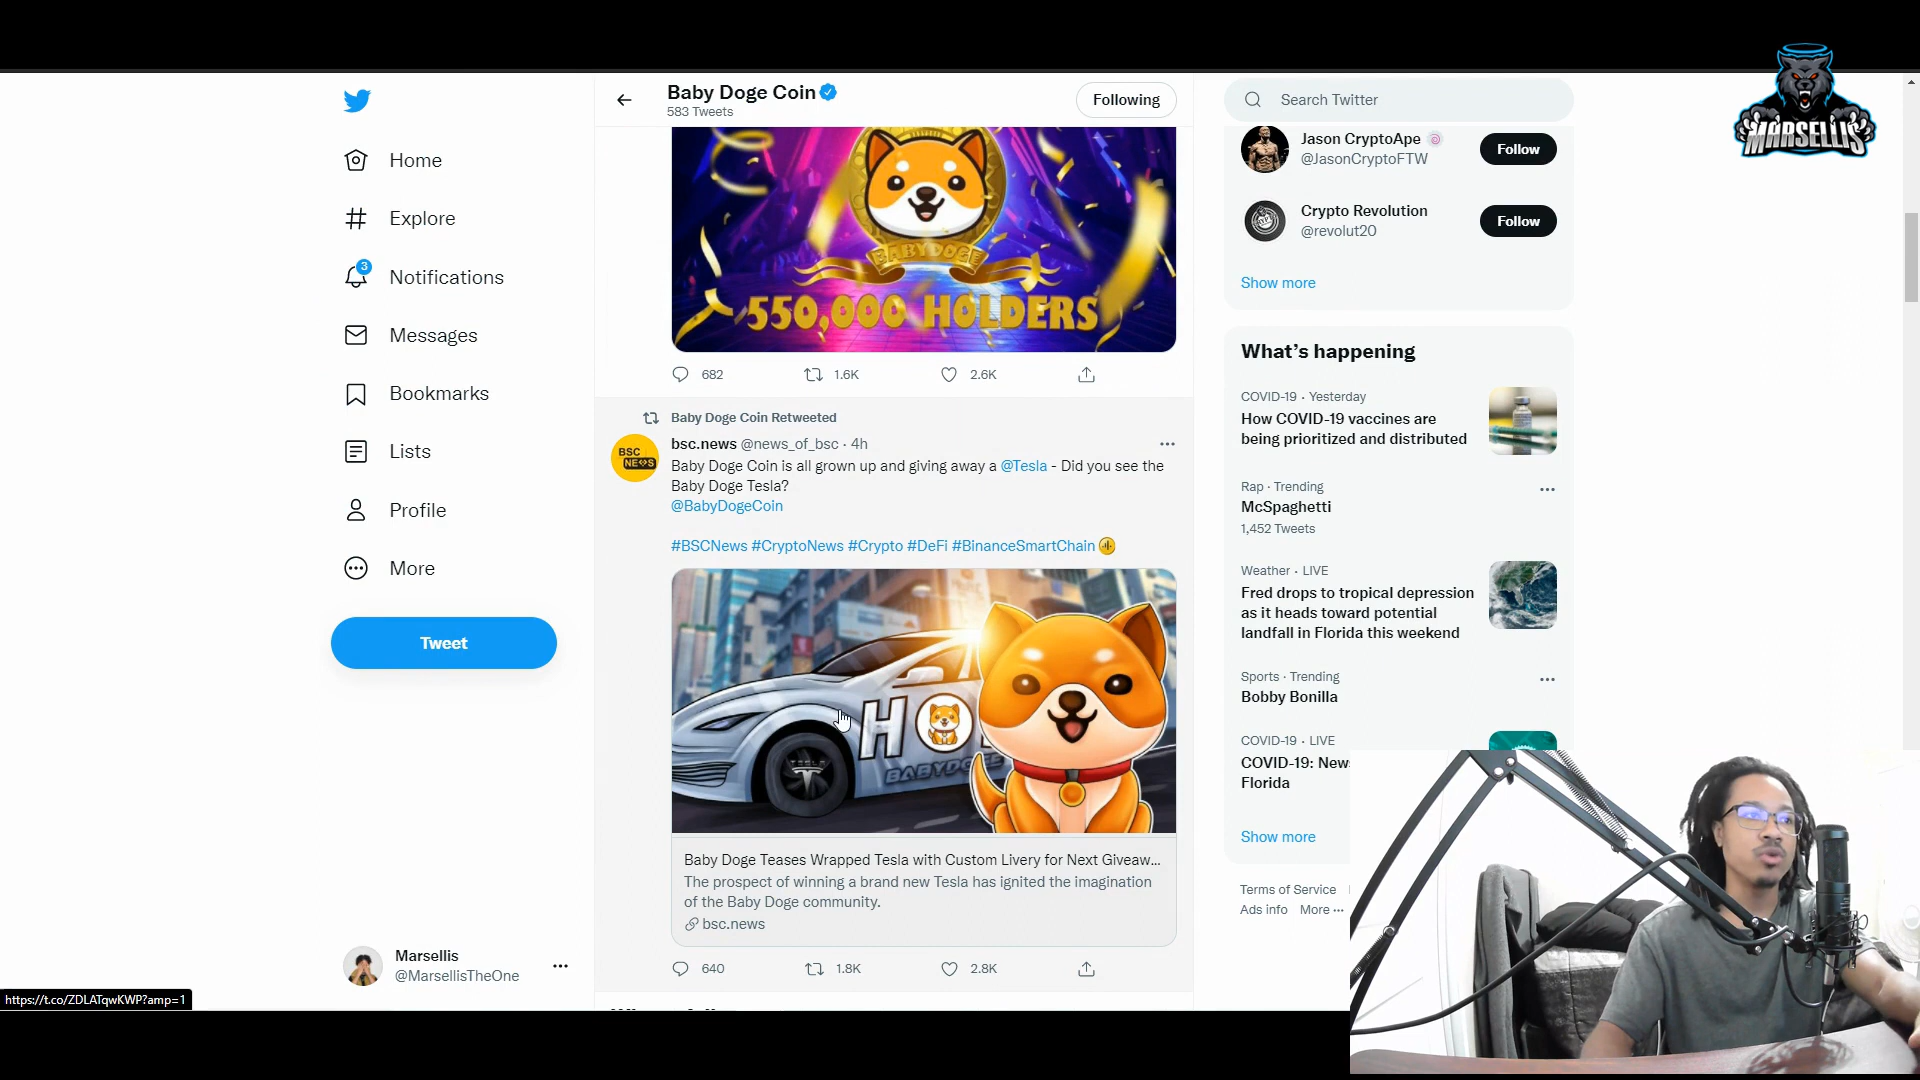 Home
Explore
3
Notifications
Messages
Bookmarks
Lists
Profile
More
Tweet
Marsellis
@MarsellisTheOne
https://t.co/ZDLATqwKWP?amp=1
Baby Doge Coin
583 Tweets
Following
BABYDOGE
550,000 HOLDERS
682
1.6K
2.6K
Baby Doge Coin Retweeted
BSC
NEWS
bsc.news @news_of_bsc · 4h
Baby Doge Coin is all grown up and giving away a @Tesla - Did you see the
Baby Doge Tesla?
@BabyDogeCoin
#BSCNews #CryptoNews #Crypto #DeFi #BinanceSmartChain
H
BABYDOGE
TESLA
Baby Doge Teases Wrapped Tesla with Custom Livery for Next Giveaw...
The prospect of winning a brand new Tesla has ignited the imagination
of the Baby Doge community.
bsc.news
640
1.8K
2.8K
Search Twitter
Jason CryptoApe
@JasonCryptoFTW
Follow
Crypto Revolution
@revolut20
Follow
Show more
What's happening
COVID-19 · Yesterday
How COVID-19 vaccines are
being prioritized and distributed
Rap · Trending
McSpaghetti
1,452 Tweets
Weather · LIVE
Fred drops to tropical depression
as it heads toward potential
landfall in Florida this weekend
Sports · Trending
Bobby Bonilla
COVID-19 · LIVE
COVID-19: New
Florida
Show more
Terms of Service
Ads info More ···
MARSELLIS